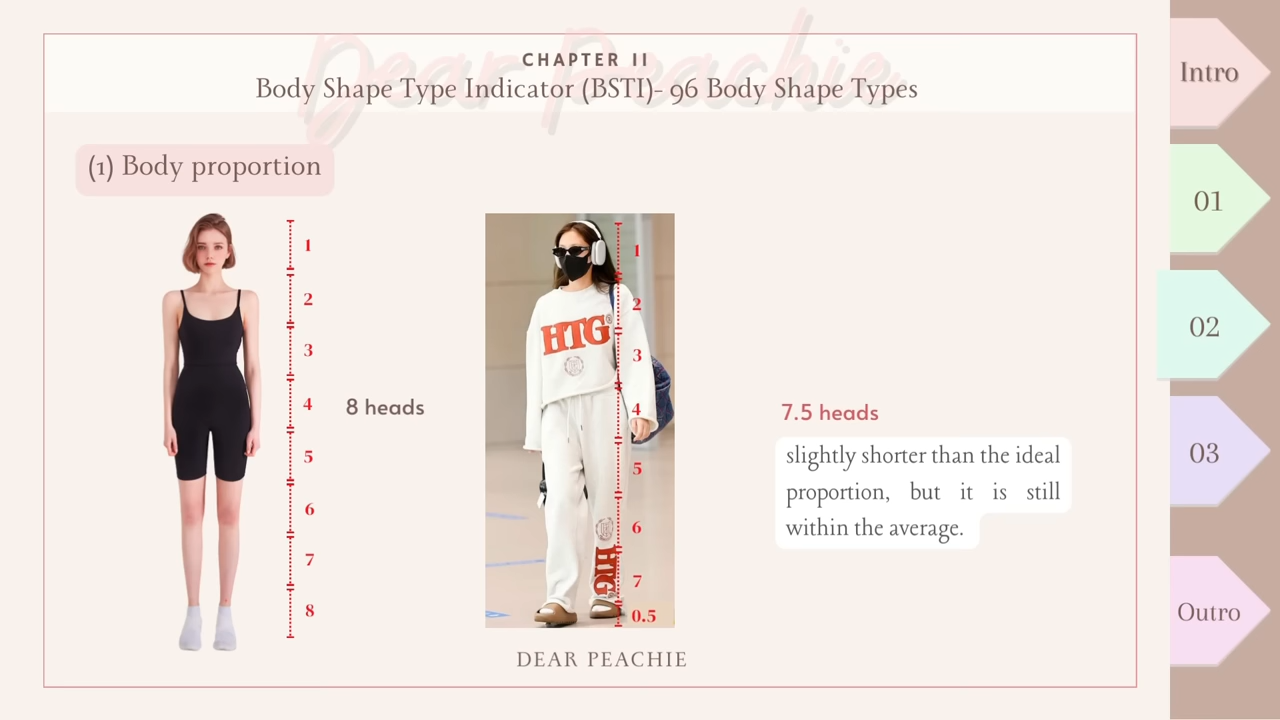 Dear Peachie
CHAPTER II
Body Shape Type Indicator (BSTI)- 96 Body Shape Types
(1) Body proportion
1
2
3
4
5
6
7
8
8 heads
HTG®
HTG
1
2
3
4
5
6
7
0.5
7.5 heads
slightly shorter than the ideal
proportion, but it is still
within the average.
DEAR PEACHIE
Intro
01
02
03
Outro